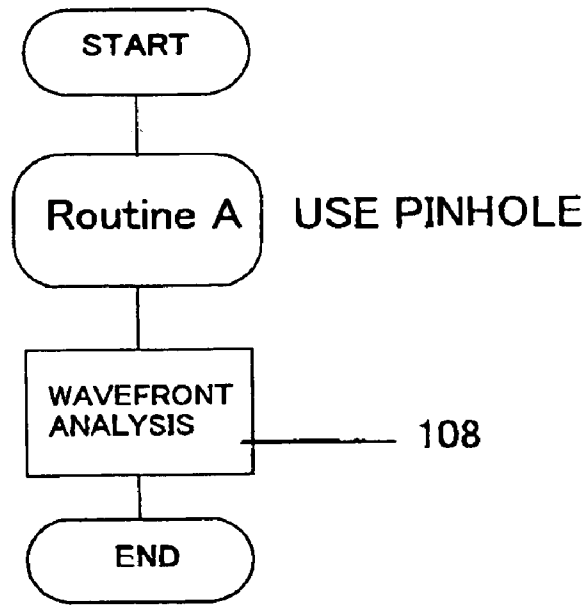 START
Routine A USE PINHOLE
WAVEFRONT
ANALYSIS
108
END